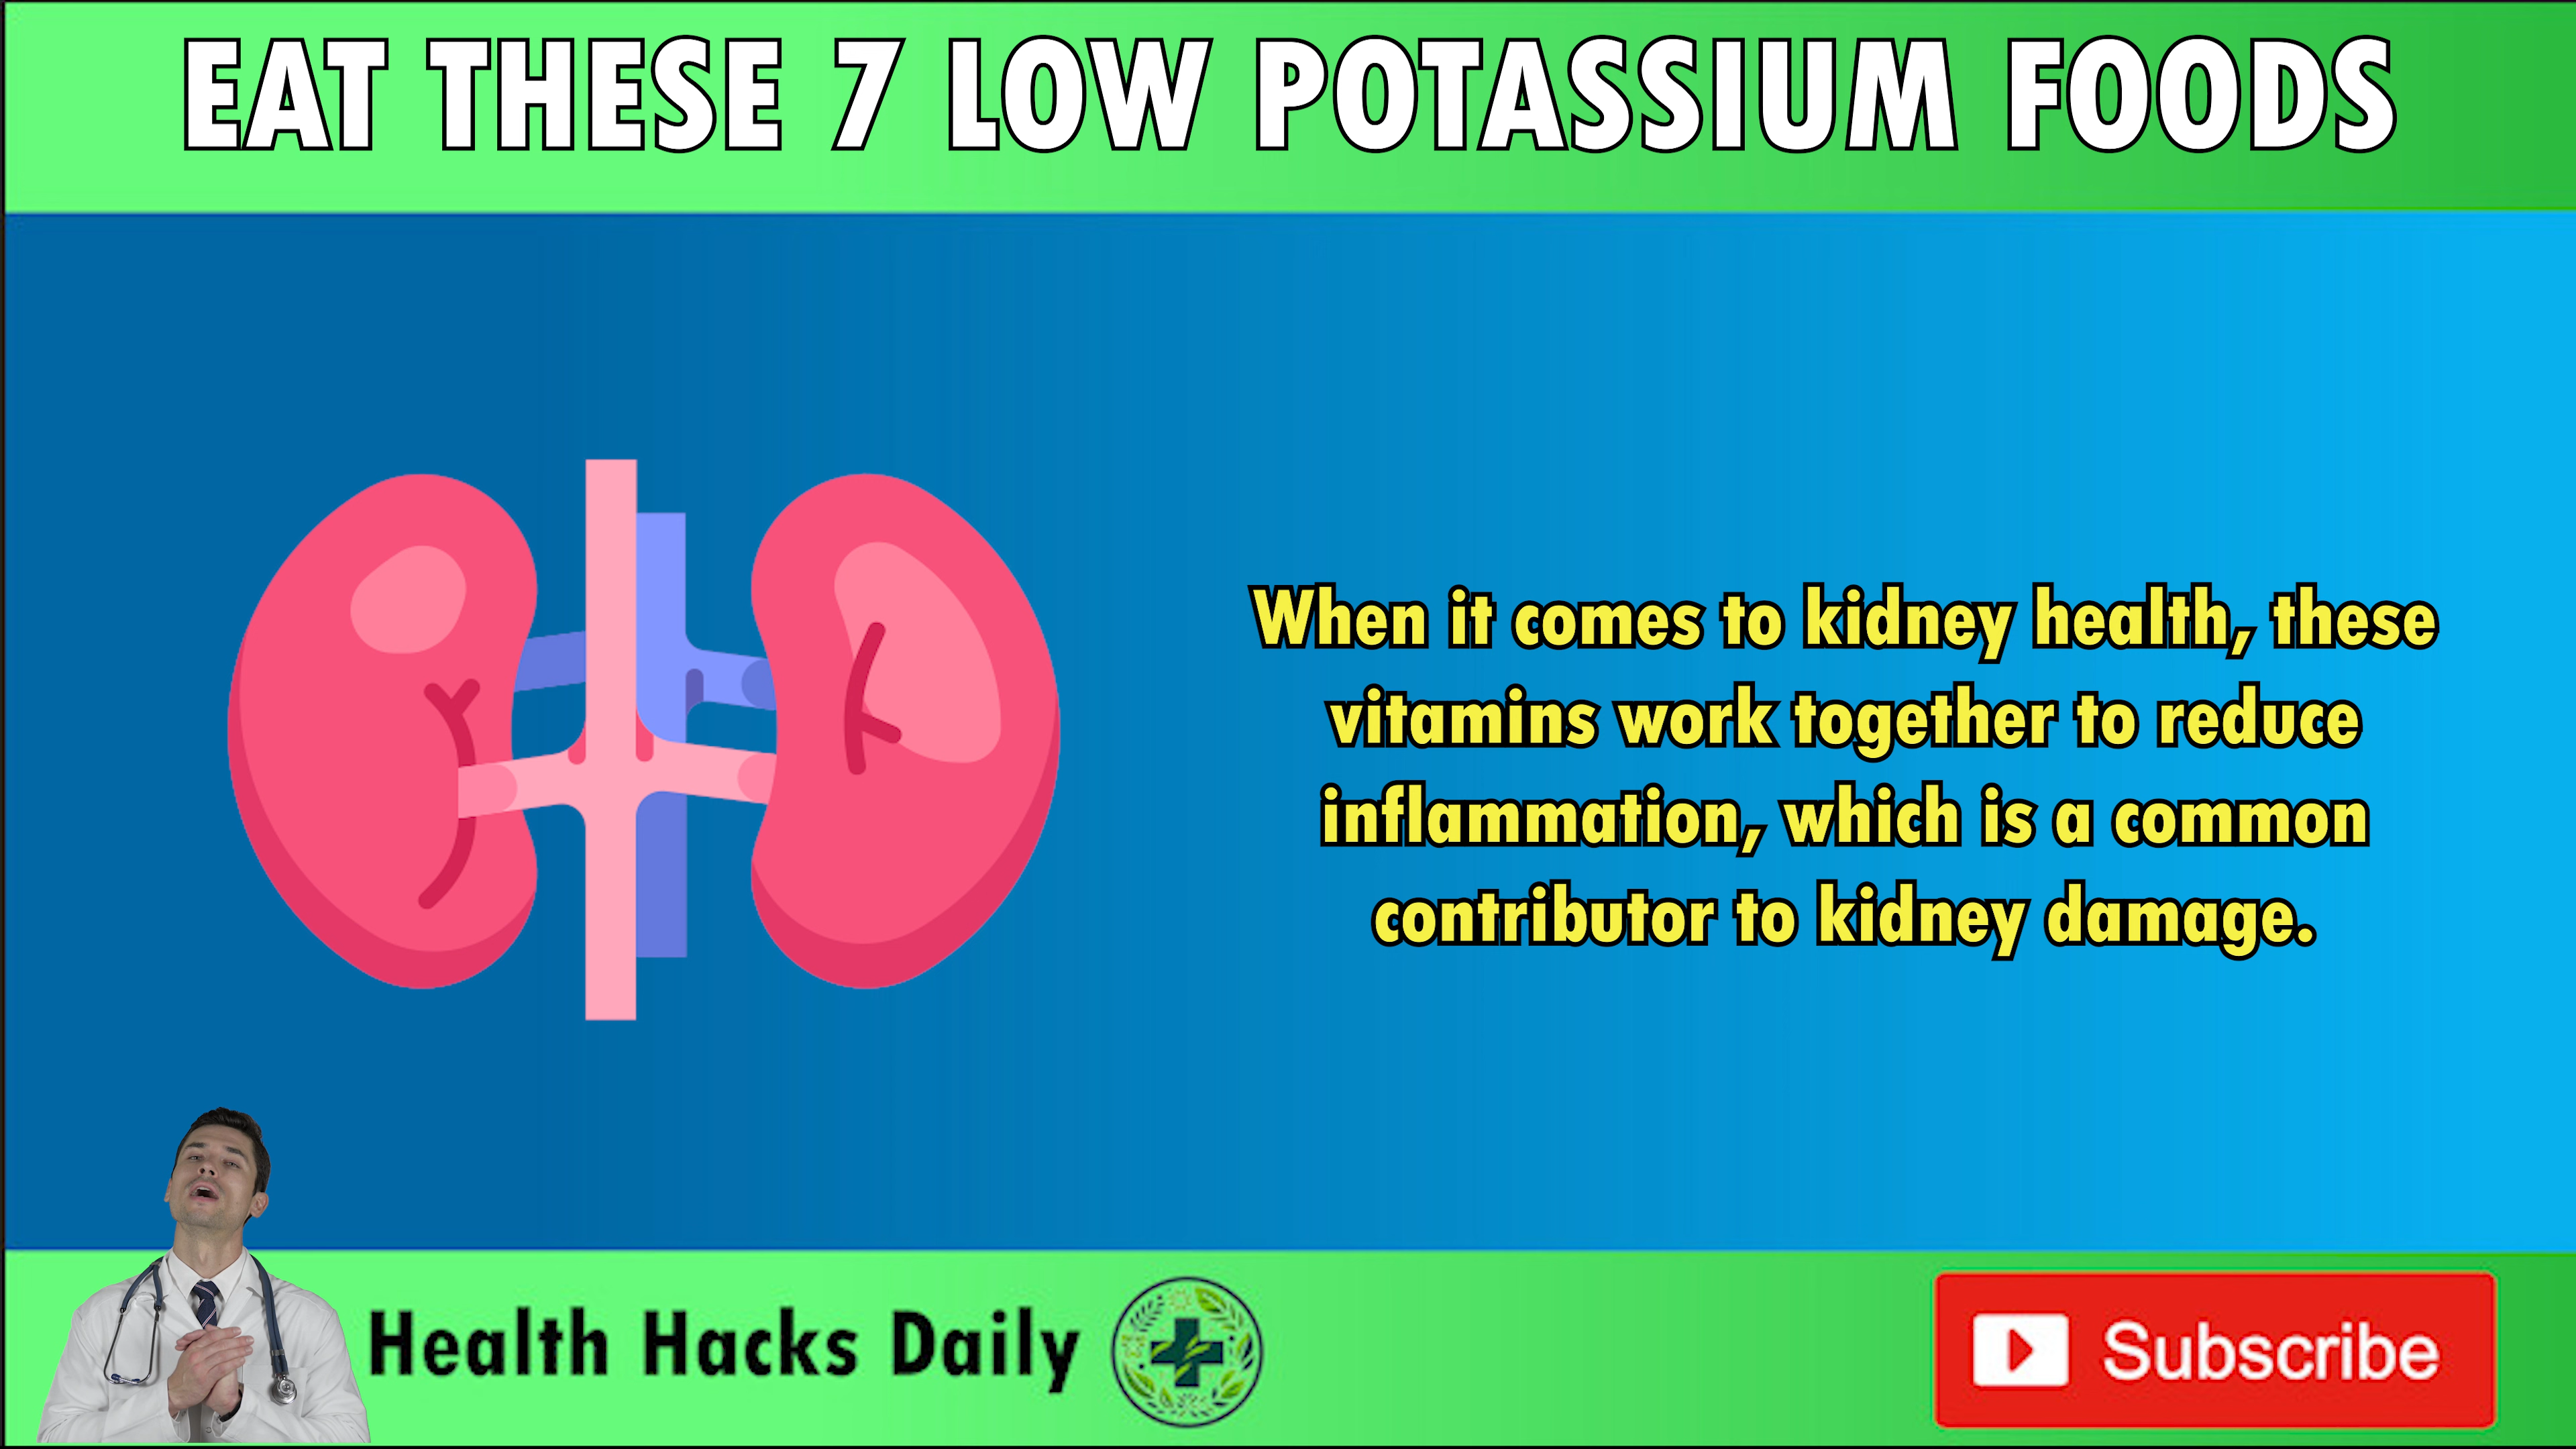 EAT THESE 7 LOW POTASSIUM FOODS
When it comes to kidney health, these
vitamins work together to reduce
inflammation, which is a common
contributor to kidney damage.
Health Hacks Daily
Subscribe